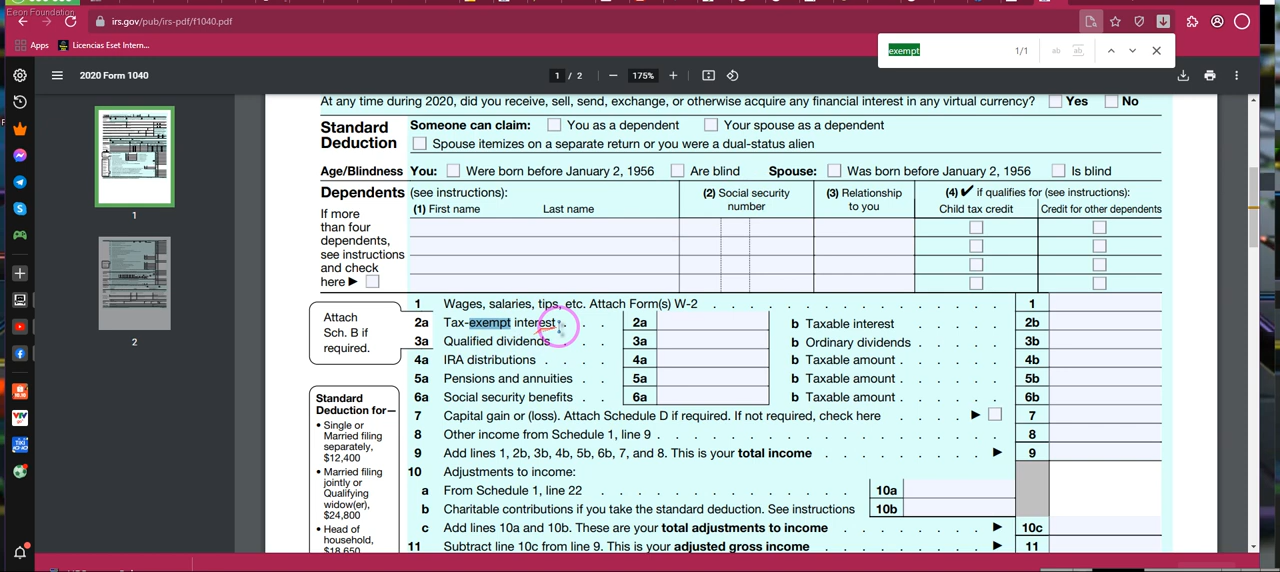 Eeon Foundation
irs.gov/pub/irs-pdf/f1040.pdf
Apps Licencias Eset Intern...
exempt 1/1
2020 Form 1040 1 / 2 175%
1
2
At any time during 2020, did you receive, sell, send, exchange, or otherwise acquire any financial interest in any virtual currency? Yes No
Standard Deduction
Someone can claim: You as a dependent Your spouse as a dependent
Spouse itemizes on a separate return or you were a dual-status alien
Age/Blindness You: Were born before January 2, 1956 Are blind Spouse: Was born before January 2, 1956 Is blind
Dependents (see instructions):
(2) Social security number
(3) Relationship to you
(4) ✔ if qualifies for (see instructions):
(1) First name Last name
Child tax credit Credit for other dependents
If more
than four
dependents,
see instructions
and check
here ▶
Attach
Sch. B if
required.
1 Wages, salaries, tips, etc. Attach Form(s) W-2 . . . . . . . . . . . 1
2a Tax-exempt interest . . . 2a b Taxable interest . . . . . 2b
3a Qualified dividends . . . 3a b Ordinary dividends . . . . . 3b
4a IRA distributions . . . . 4a b Taxable amount . . . . . . 4b
5a Pensions and annuities . . 5a b Taxable amount . . . . . . 5b
6a Social security benefits . . 6a b Taxable amount . . . . . . 6b
7 Capital gain or (loss). Attach Schedule D if required. If not required, check here . . . . ▶ 7
8 Other income from Schedule 1, line 9 . . . . . . . . . . . . . . . . . . 8
9 Add lines 1, 2b, 3b, 4b, 5b, 6b, 7, and 8. This is your total income . . . . . . . . ▶ 9
10 Adjustments to income:
a From Schedule 1, line 22 . . . . . . . . . . . . . 10a
b Charitable contributions if you take the standard deduction. See instructions 10b
c Add lines 10a and 10b. These are your total adjustments to income . . . . . . . ▶ 10c
11 Subtract line 10c from line 9. This is your adjusted gross income . . . . . . . . ▶ 11
Standard
Deduction for—
• Single or
Married filing
separately,
$12,400
• Married filing
jointly or
Qualifying
widow(er),
$24,800
• Head of
household,
$18,650